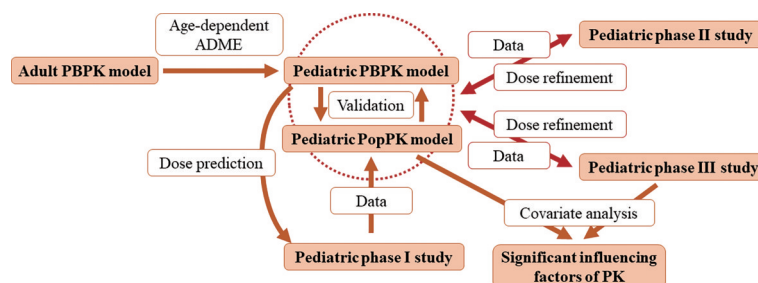 Age-dependent
ADME
Adult PBPK model
Pediatric PBPK model
Validation
Pediatric PopPK model
Dose prediction
Data
Pediatric phase I study
Data
Dose refinement
Pediatric phase II study
Dose refinement
Data
Pediatric phase III study
Covariate analysis
Significant influencing
factors of PK